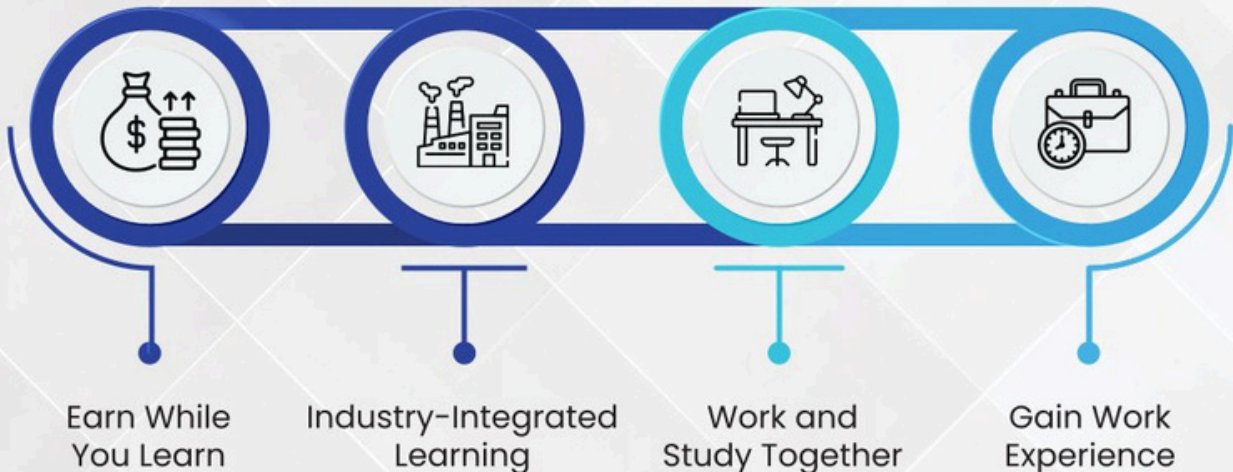 Earn While
You Learn
Industry-Integrated
Learning
Work and
Study Together
Gain Work
Experience
$